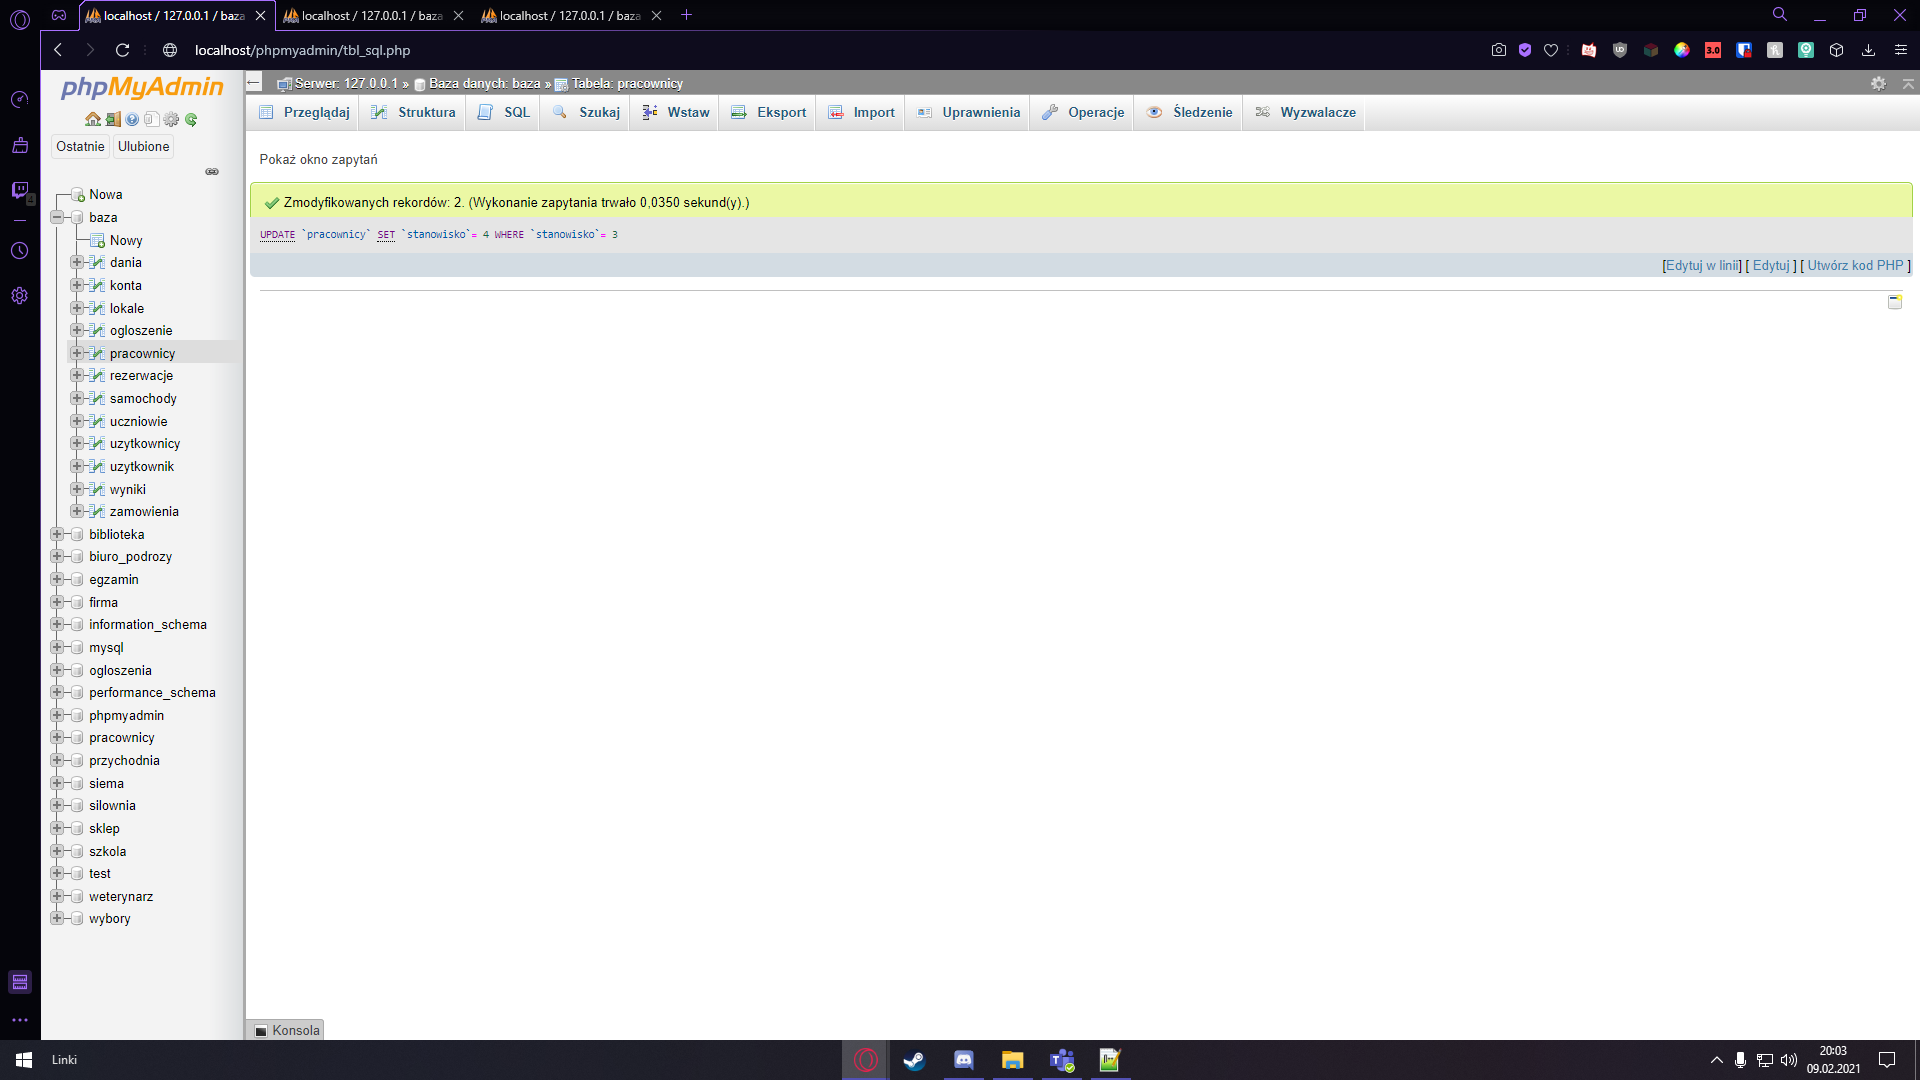 localhost / 127.0.0.1 / baza
localhost / 127.0.0.1 / baza
localhost / 127.0.0.1 / baza
localhost/phpmyadmin/tbl_sql.php
3.0
phpMyAdmin
Ostatnie
Ulubione
Nowa
baza
Nowy
dania
konta
lokale
ogloszenie
pracownicy
rezerwacje
samochody
uczniowie
uzytkownicy
uzytkownik
wyniki
zamowienia
biblioteka
biuro_podrozy
egzamin
firma
information_schema
mysql
ogloszenia
performance_schema
phpmyadmin
pracownicy
przychodnia
siema
silownia
sklep
szkola
test
weterynarz
wybory
Serwer: 127.0.0.1 » Baza danych: baza » Tabela: pracownicy
Przeglądaj Struktura SQL Szukaj Wstaw Eksport Import Uprawnienia Operacje Śledzenie Wyzwalacze
Pokaż okno zapytań
Zmodyfikowanych rekordów: 2. (Wykonanie zapytania trwało 0,0350 sekund(y).)
UPDATE `pracownicy` SET `stanowisko`= 4 WHERE `stanowisko`= 3
[Edytuj w linii] [ Edytuj ] [ Utwórz kod PHP ]
Konsola
Linki
20:03
09.02.2021